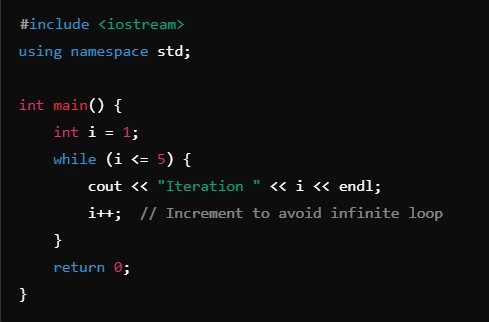 #include <iostream>
using namespace std;
int main() {
    int i = 1;
    while (i <= 5) {
        cout << "Iteration " << i << endl;
        i++;  // Increment to avoid infinite loop
    }
    return 0;
}